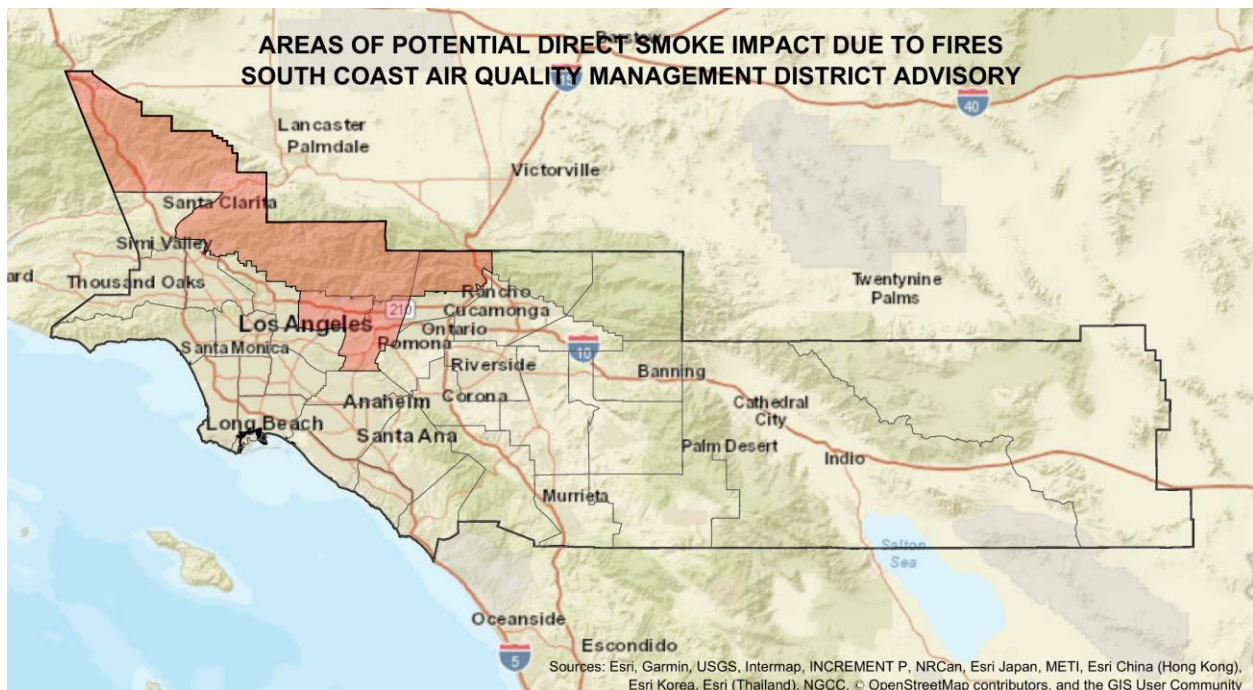 AREAS OF POTENTIAL DIRECT SMOKE IMPACT DUE TO FIRES
Barstow
SOUTH COAST AIR QUALITY MANAGEMENT DISTRICT ADVISORY
15
40
Lancaster
Palmdale
Victorville
Santa Clarita
Simi Valley
ard
Thousand Oaks
Twentynine
Palms
Rancho
Cucamonga
210
Los Angeles
Ontario
Pomona
Santa Monica
10
Riverside
Banning
Anaheim
Corona
Cathedral
City
Long Beach
Santa Ana
Palm Desert
Indio
Murrieta
Salton
Sea
Oceanside
Escondido
5
Sources: Esri, Garmin, USGS, Intermap, INCREMENT P, NRCan, Esri Japan, METI, Esri China (Hong Kong),
Esri Korea, Esri (Thailand), NGCC, © OpenStreetMap contributors, and the GIS User Community